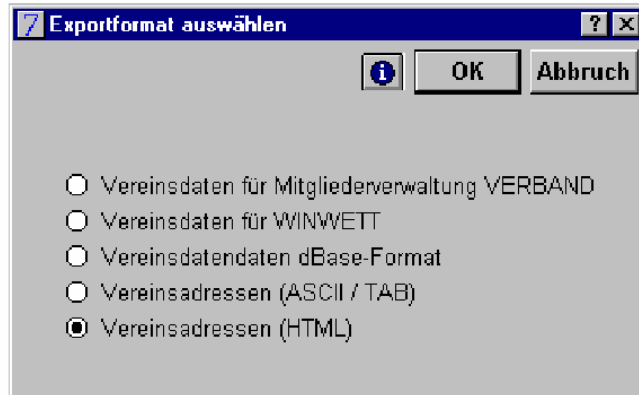 7 Exportformat auswählen ? X
i OK Abbruch
Vereinsdaten für Mitgliederverwaltung VERBAND
Vereinsdaten für WINWETT
Vereinsdatendaten dBase-Format
Vereinsadressen (ASCII / TAB)
Vereinsadressen (HTML)